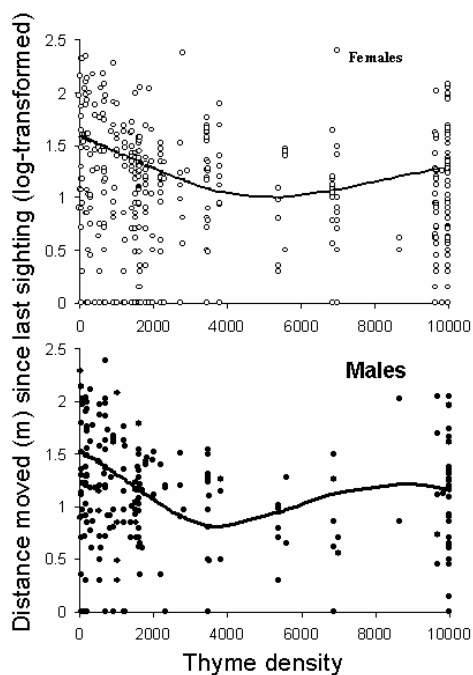 Distance moved (m) since last sighting (log-transformed)
2.5
2
1.5
1
0.5
0
Females
0 2000 4000 6000 8000 10000
2.5
2
1.5
1
0.5
0
Males
0 2000 4000 6000 8000 10000
Thyme density